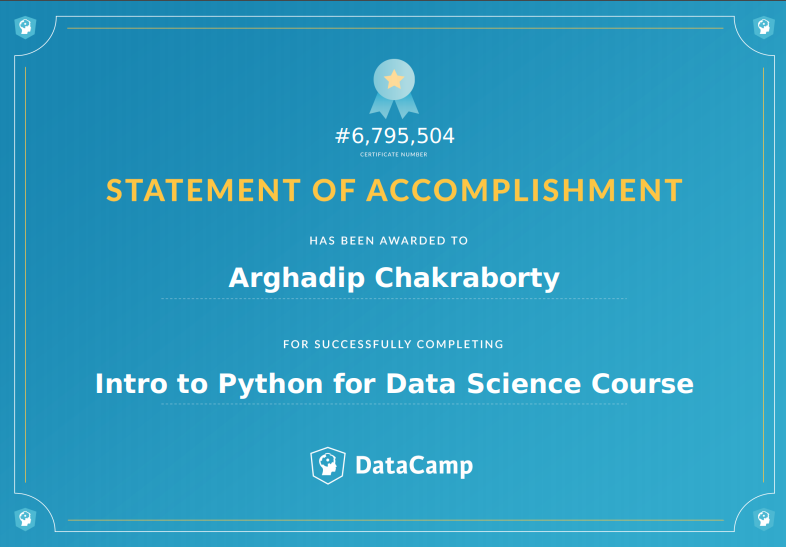 #6,795,504
CERTIFICATE NUMBER
STATEMENT OF ACCOMPLISHMENT
HAS BEEN AWARDED TO
Arghadip Chakraborty
FOR SUCCESSFULLY COMPLETING
Intro to Python for Data Science Course
DataCamp